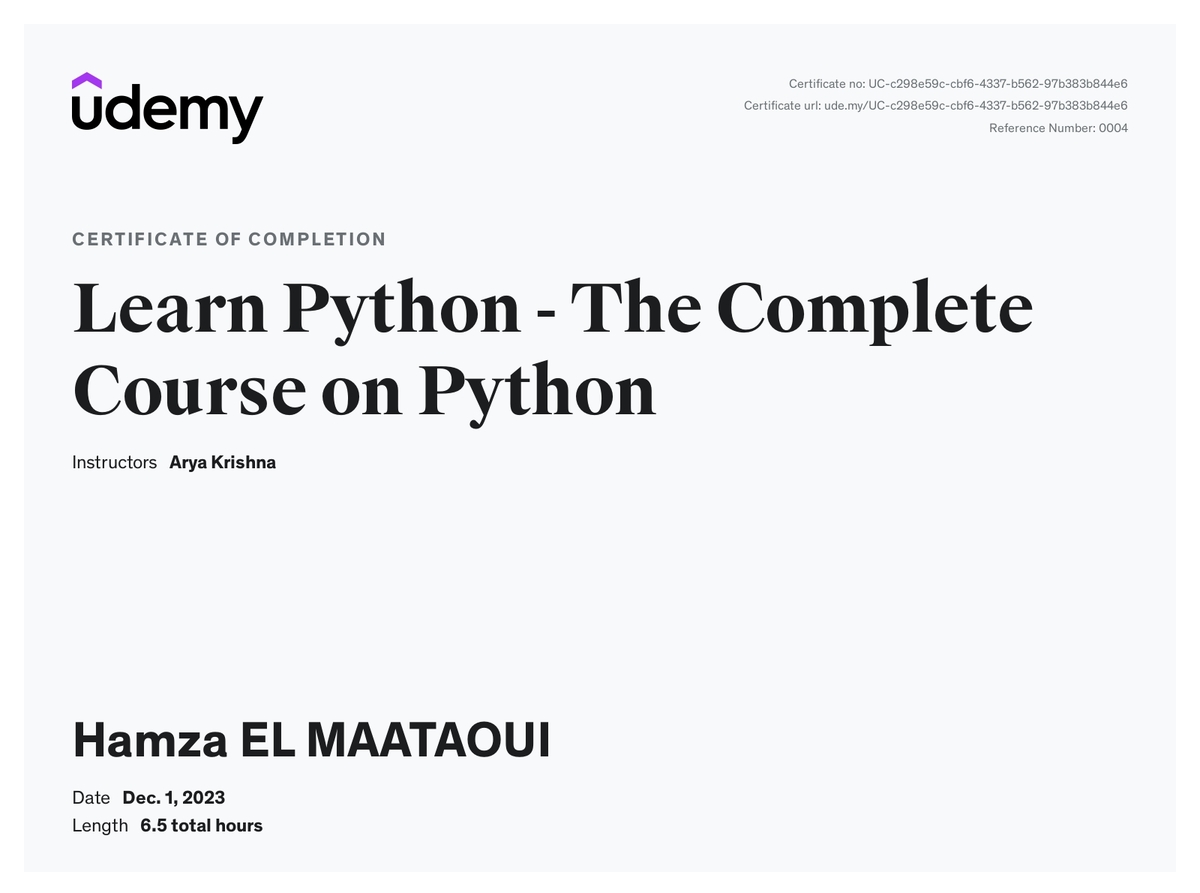 udemy
Certificate no: UC-c298e59c-cbf6-4337-b562-97b383b844e6
Certificate url: ude.my/UC-c298e59c-cbf6-4337-b562-97b383b844e6
Reference Number: 0004
CERTIFICATE OF COMPLETION
Learn Python - The Complete
Course on Python
Instructors Arya Krishna
Hamza EL MAATAOUI
Date Dec. 1, 2023
Length 6.5 total hours